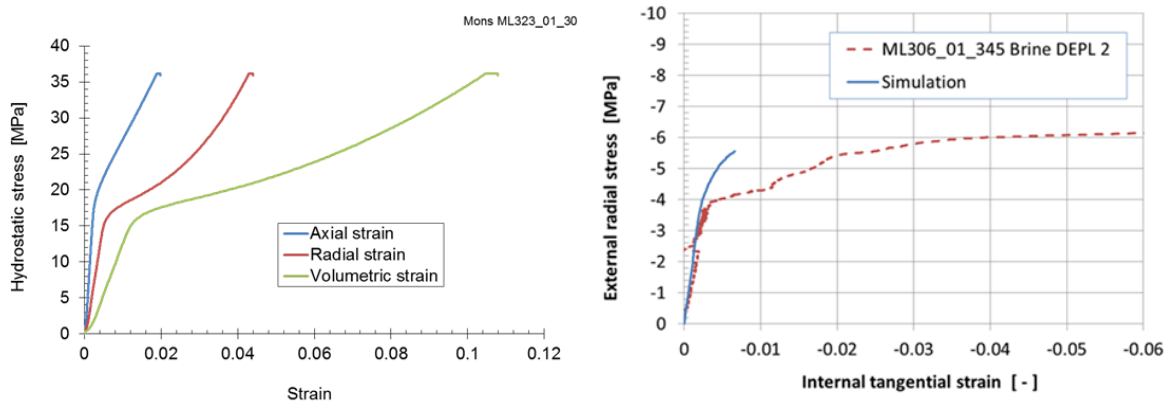 Mons ML323_01_30
Hydrostatic stress [MPa]
40
35
30
25
20
15
10
5
0
Axial strain
Radial strain
Volumetric strain
0 0.02 0.04 0.06 0.08 0.1 0.12
Strain
External radial stress [MPa]
-10
-9
-8
-7
-6
-5
-4
-3
-2
-1
0
ML306_01_345 Brine DEPL 2
Simulation
0 -0.01 -0.02 -0.03 -0.04 -0.05 -0.06
Internal tangential strain [ - ]